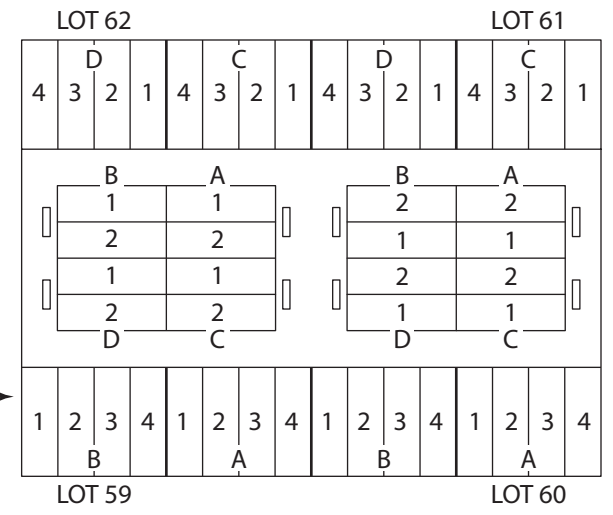 LOT 62 LOT 61
D C D C
4 3 2 1 4 3 2 1 4 3 2 1 4 3 2 1
B A B A
1 1 2 2
2 2 1 1
1 1 2 2
2 2 1 1
D C D C
1 2 3 4 1 2 3 4 1 2 3 4 1 2 3 4
B A B A
LOT 59 LOT 60